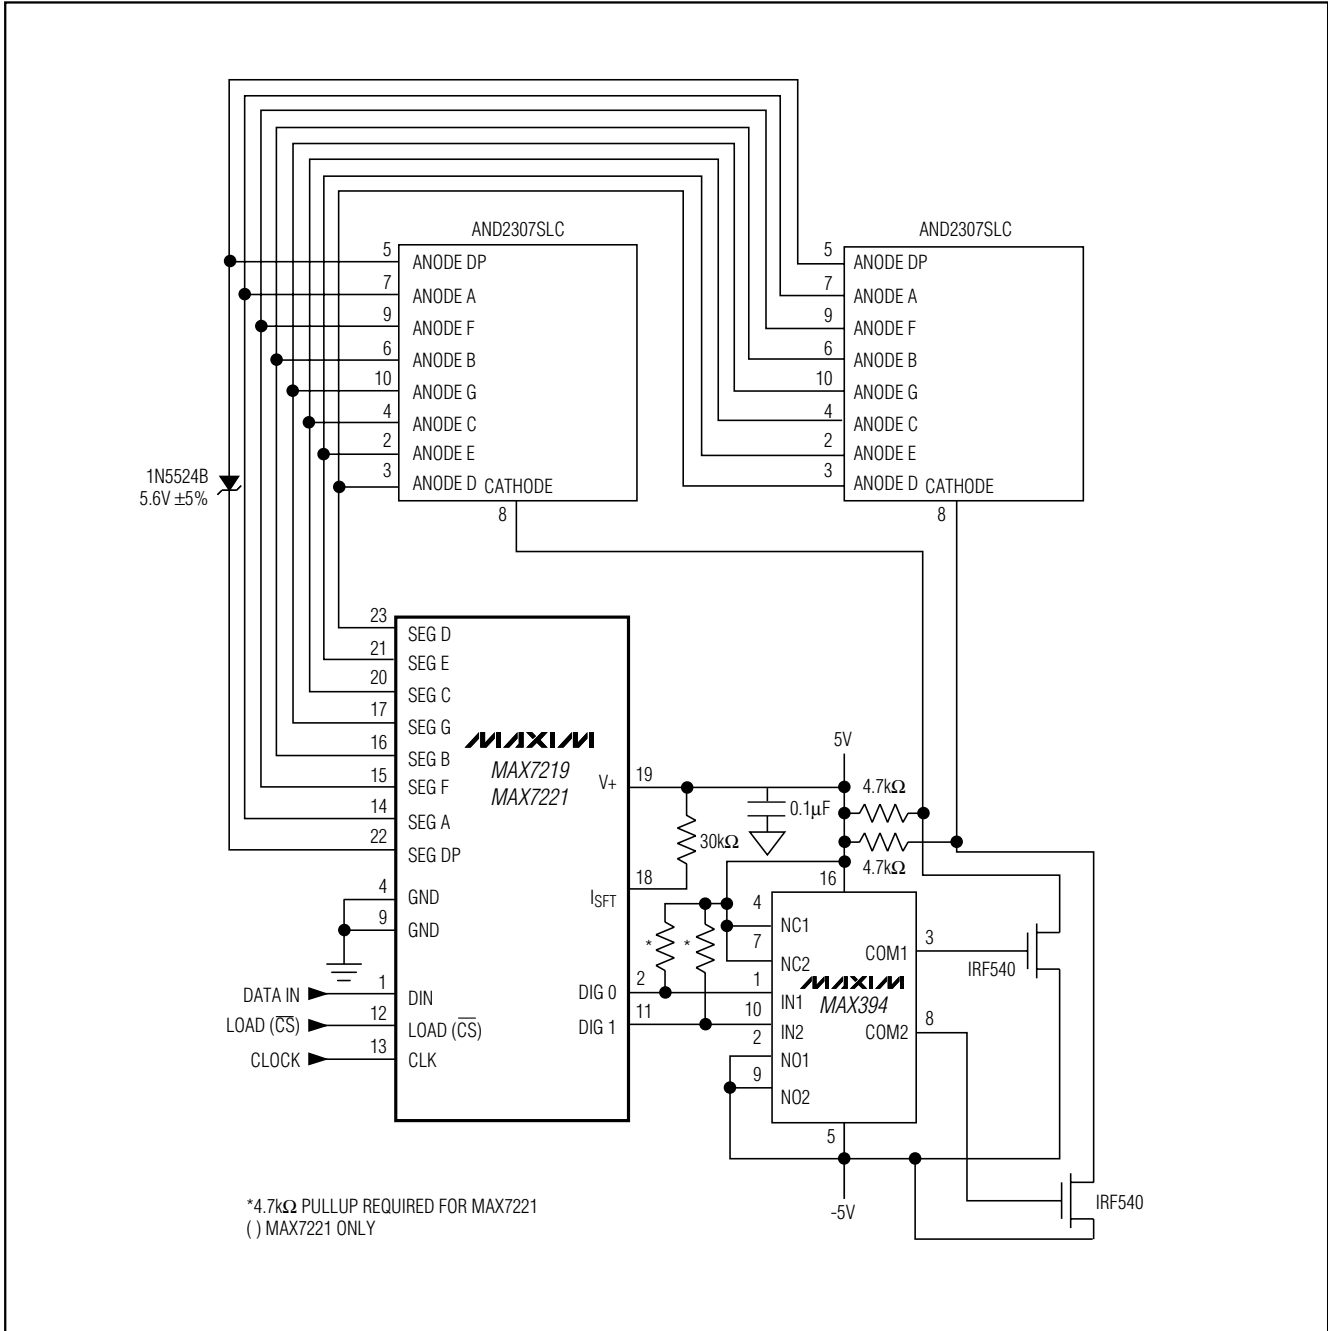 AND2307SLC
AND2307SLC
5 ANODE DP
7 ANODE A
9 ANODE F
6 ANODE B
10 ANODE G
4 ANODE C
2 ANODE E
3 ANODE D CATHODE
8
5 ANODE DP
7 ANODE A
9 ANODE F
6 ANODE B
10 ANODE G
4 ANODE C
2 ANODE E
3 ANODE D CATHODE
8
1N5524B
5.6V ±5%
23 SEG D
21 SEG E
20 SEG C
17 SEG G
16 SEG B
15 SEG F
14 SEG A
22 SEG DP
4 GND
9 GND
DATA IN 1 DIN
LOAD (C̅S̅) 12 LOAD (C̅S̅)
CLOCK 13 CLK
MAXIM
MAX7219
MAX7221
V+ 19
ISFT 18
DIG 0 2
DIG 1 11
30kΩ
0.1µF
5V
4.7kΩ
4.7kΩ
*
*
16
4 NC1
7 NC2
1 IN1
10 IN2
2 NO1
9 NO2
MAXIM
MAX394
COM1 3
COM2 8
5
-5V
IRF540
IRF540
*4.7kΩ PULLUP REQUIRED FOR MAX7221
( ) MAX7221 ONLY